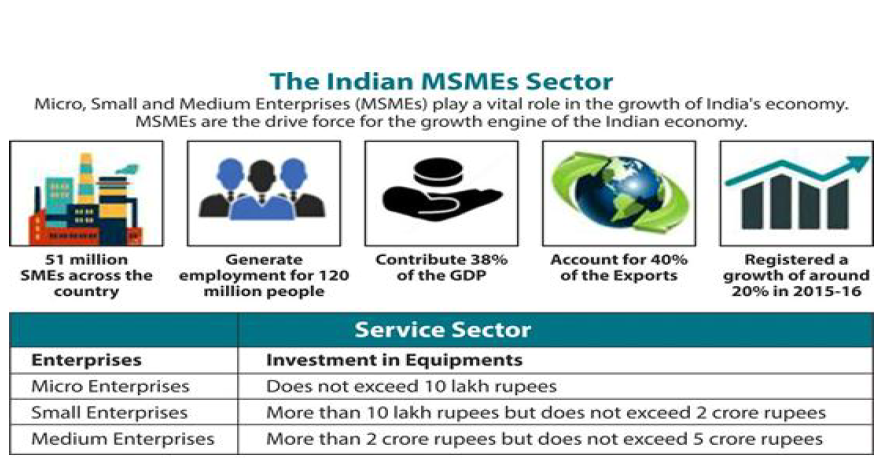 The Indian MSMEs Sector
Micro, Small and Medium Enterprises (MSMEs) play a vital role in the growth of India's economy.
MSMEs are the drive force for the growth engine of the Indian economy.
51 million
SMEs across the
country
Generate
employment for 120
million people
Contribute 38%
of the GDP
Account for 40%
of the Exports
Registered a
growth of around
20% in 2015-16
Service Sector
Enterprises Investment in Equipments
Micro Enterprises Does not exceed 10 lakh rupees
Small Enterprises More than 10 lakh rupees but does not exceed 2 crore rupees
Medium Enterprises More than 2 crore rupees but does not exceed 5 crore rupees